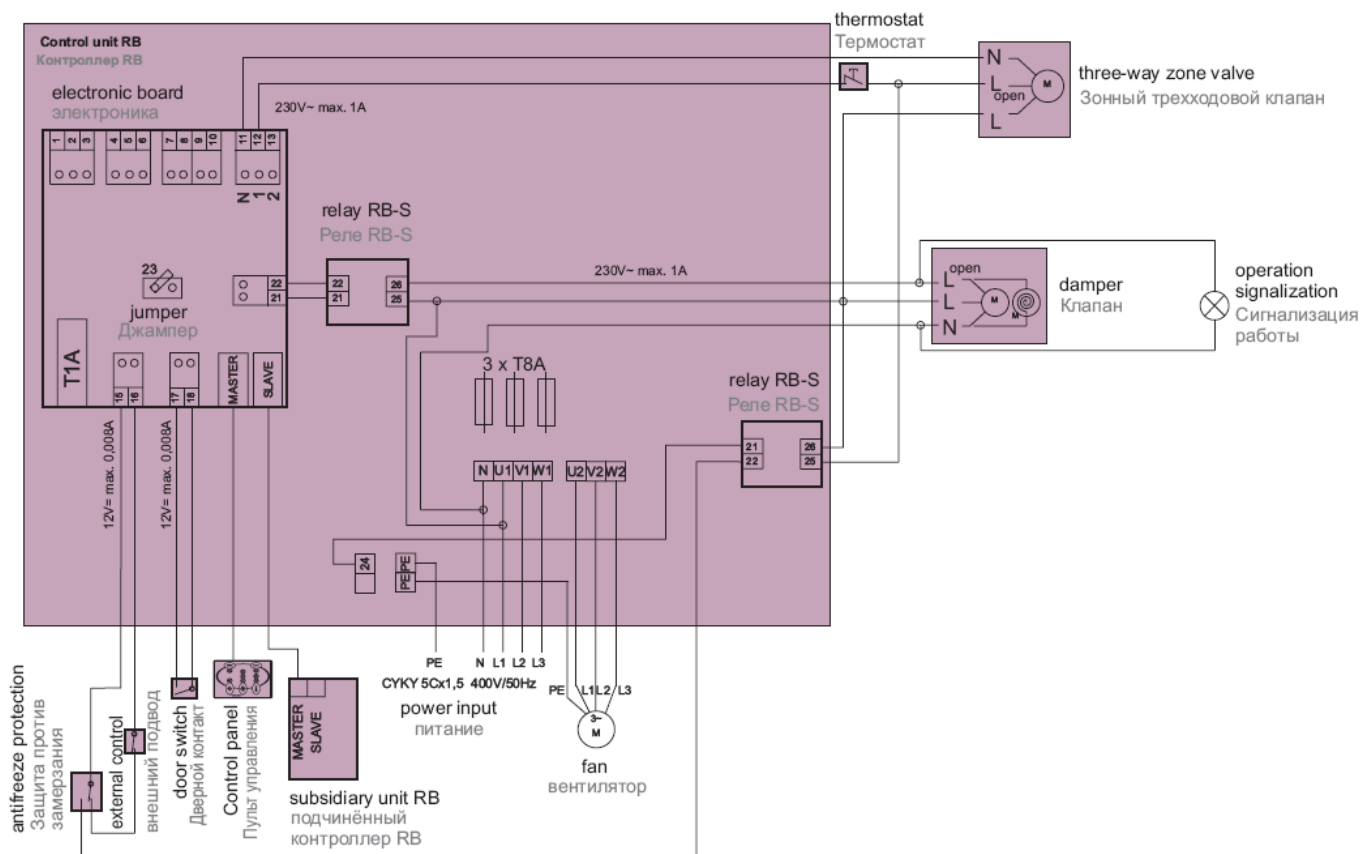 thermostat
Термостат
Control unit RB
Контроллер RB
N
L
open
L
M
three-way zone valve
Зонный трехходовой клапан
electronic board
электроника
230V~ max. 1A
1 2 3 4 5 6 7 8 9 10 11 12 13
N 1 2
relay RB-S
Реле RB-S
23
jumper
Джампер
22
21
22
21
26
25
230V~ max. 1A
open
L
L
N
M
M
damper
Клапан
operation
signalization
Сигнализация
работы
T1A
15 16
17 18
MASTER
SLAVE
3 x T8A
relay RB-S
Реле RB-S
21
22
26
25
12V= max. 0,008A
12V= max. 0,008A
N U1 V1 W1 U2 V2 W2
24
PE
PE
PE N L1 L2 L3
CYKY 5Cx1,5 400V/50Hz
power input
питание
PE L1 L2 L3
3~
M
fan
вентилятор
antifreeze protection
Защита против
замерзания
external control
внешний подвод
door switch
Дверной контакт
Control panel
Пульт управления
MASTER
SLAVE
subsidiary unit RB
подчинённый
контроллер RB